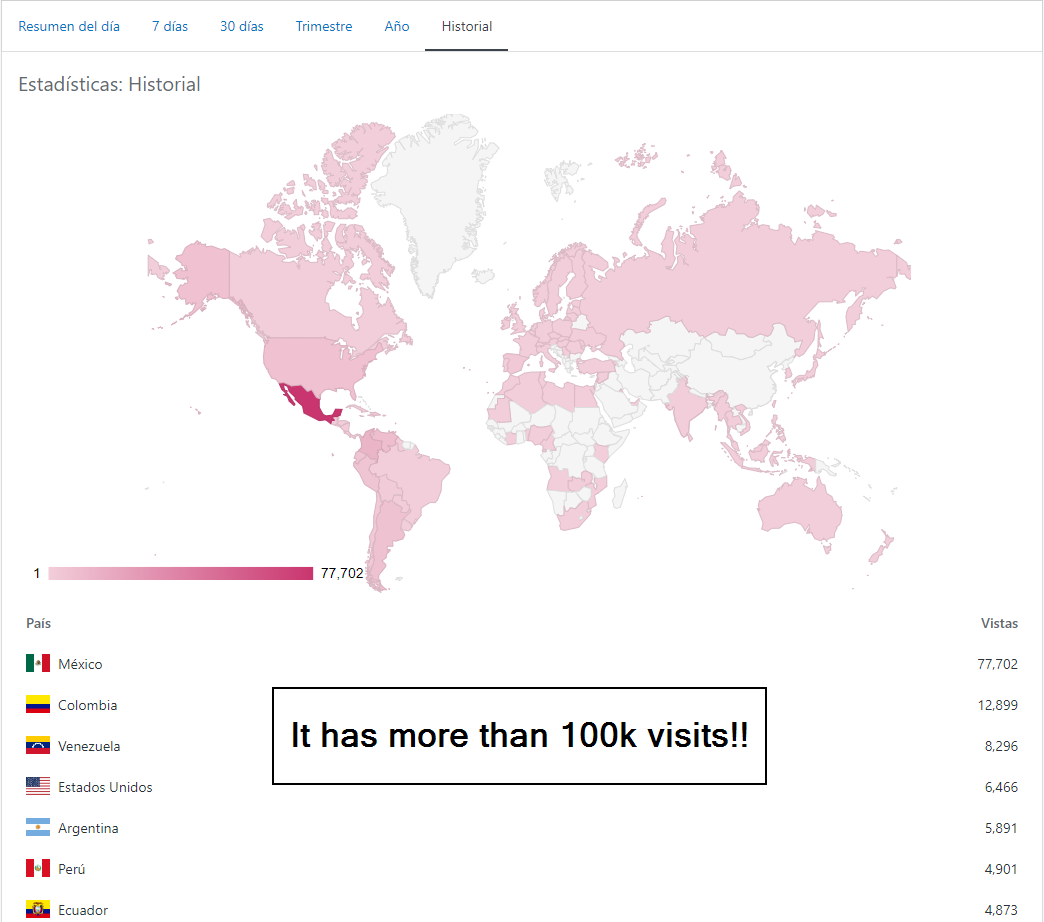 Resumen del día 7 días 30 días Trimestre Año Historial
Estadísticas: Historial
1 77,702
País Vistas
México 77,702
Colombia 12,899
Venezuela 8,296
It has more than 100k visits!!
Estados Unidos 6,466
Argentina 5,891
Perú 4,901
Ecuador 4,873